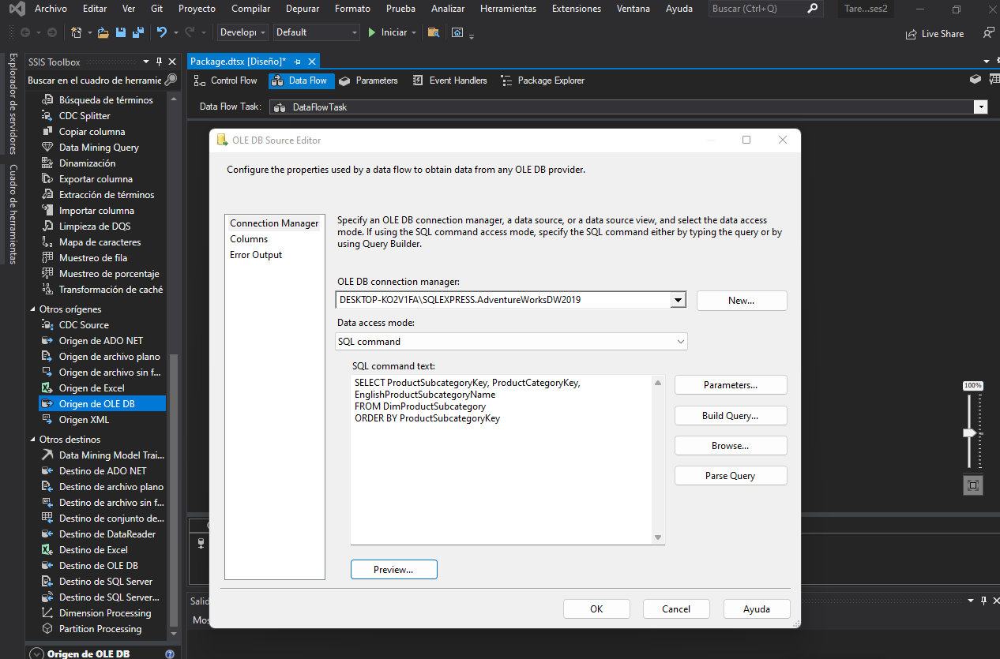 Archivo Editar Ver Git Proyecto Compilar Depurar Formato Prueba Analizar Herramientas Extensiones Ventana Ayuda Buscar (Ctrl+Q) Tare...ses2
Develop Default Iniciar Live Share
Explorador de servidores
Cuadro de herramientas
SSIS Toolbox
Buscar en el cuadro de herramie
Búsqueda de términos
CDC Splitter
Copiar columna
Data Mining Query
Dinamización
Exportar columna
Extracción de términos
Importar columna
Limpieza de DQS
Mapa de caracteres
Muestreo de fila
Muestreo de porcentaje
Transformación de caché
Otros orígenes
CDC Source
Origen de ADO NET
Origen de archivo plano
Origen de archivo sin f...
Origen de Excel
Origen de OLE DB
Origen XML
Otros destinos
Data Mining Model Trai...
Destino de ADO NET
Destino de archivo plano
Destino de archivo sin f...
Destino de conjunto de...
Destino de DataReader
Destino de Excel
Destino de OLE DB
Destino de SQL Server
Destino de SQL Server...
Dimension Processing
Partition Processing
Origen de OLE DB
Package.dtsx [Diseño]*
Control Flow Data Flow Parameters Event Handlers Package Explorer
Data Flow Task: DataFlowTask
OLE DB Source Editor
Configure the properties used by a data flow to obtain data from any OLE DB provider.
Connection Manager
Columns
Error Output
Specify an OLE DB connection manager, a data source, or a data source view, and select the data access
mode. If using the SQL command access mode, specify the SQL command either by typing the query or by
using Query Builder.
OLE DB connection manager:
DESKTOP-KO2V1FA\SQLEXPRESS.AdventureWorksDW2019
New...
Data access mode:
SQL command
SQL command text:
SELECT ProductSubcategoryKey, ProductCategoryKey,
EnglishProductSubcategoryName
FROM DimProductSubcategory
ORDER BY ProductSubcategoryKey
Parameters...
Build Query...
Browse...
Parse Query
Preview...
OK Cancel Ayuda
100%
Salid
Mos